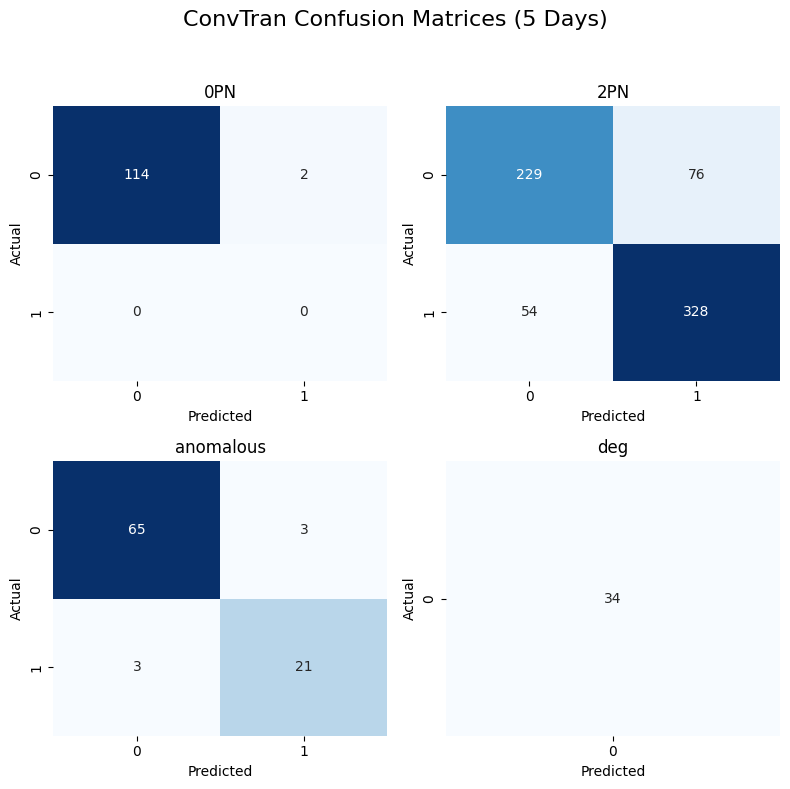 ConvTran Confusion Matrices (5 Days)
0PN
2PN
Actual
0
114
2
1
0
0
0
1
Predicted
Actual
0
229
76
1
54
328
0
1
Predicted
anomalous
deg
Actual
0
65
3
1
3
21
0
1
Predicted
Actual
0
34
0
Predicted